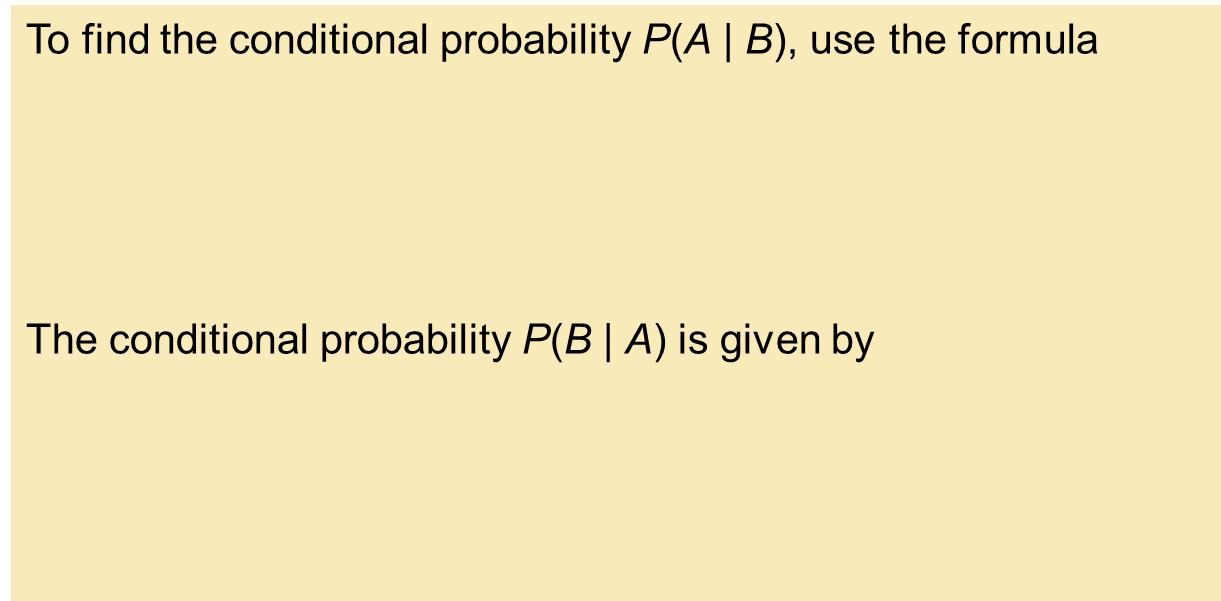 To find the conditional probability P(A | B), use the formula
The conditional probability P(B | A) is given by